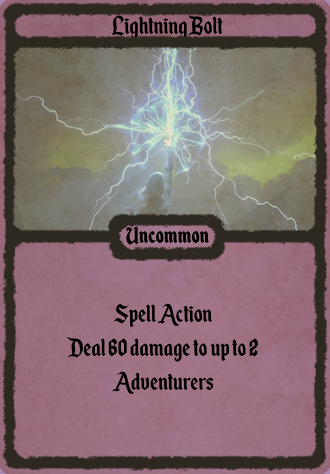 Lightning Bolt
Uncommon
Spell Action
Deal 60 damage to up to 2
Adventurers